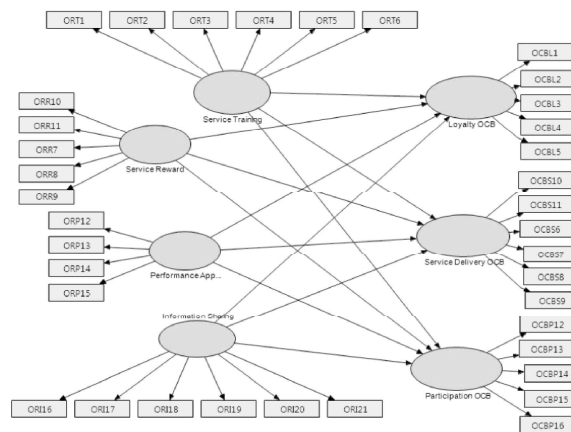 ORT1 ORT2 ORT3 ORT4 ORT5 ORT6
Service Training
ORR10
ORR11
ORR7
ORR8
ORR9
Service Reward
ORP12
ORP13
ORP14
ORP15
Performance App...
Information Sharing
ORI16 ORI17 ORI18 ORI19 ORI20 ORI21
OCBL1
OCBL2
OCBL3
OCBL4
OCBL5
Loyalty OCB
OCBS10
OCBS11
OCBS6
OCBS7
OCBS8
OCBS9
Service Delivery OCB
OCBP12
OCBP13
OCBP14
OCBP15
OCBP16
Participation OCB